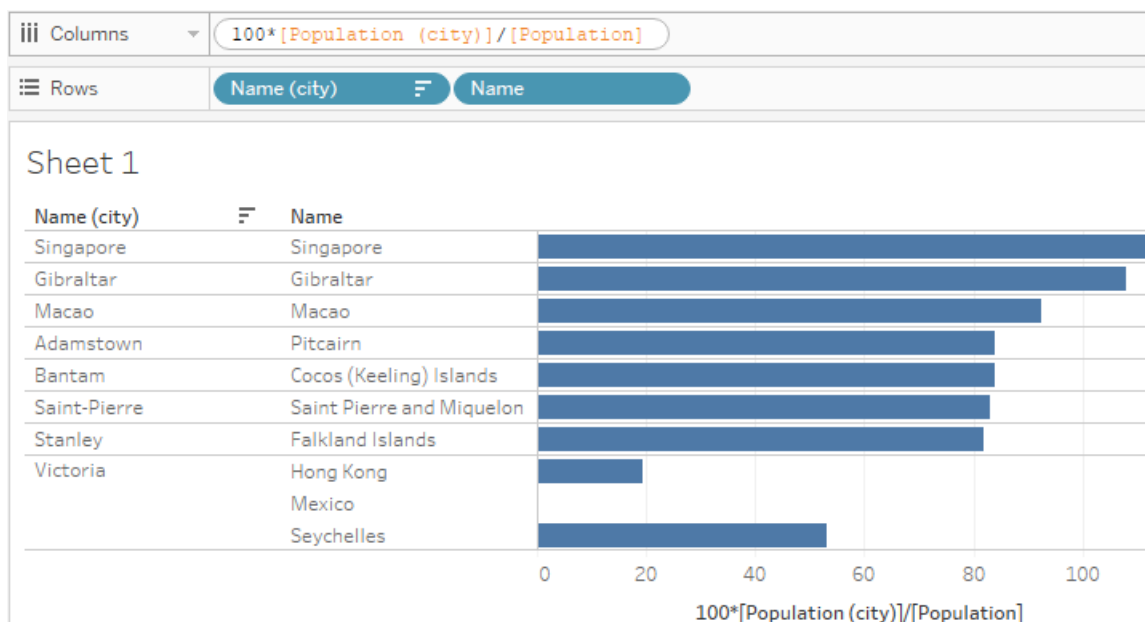 Columns 100*[Population (city)]/[Population]
Rows Name (city) Name
Sheet 1
Name (city) Name
Singapore Singapore
Gibraltar Gibraltar
Macao Macao
Adamstown Pitcairn
Bantam Cocos (Keeling) Islands
Saint-Pierre Saint Pierre and Miquelon
Stanley Falkland Islands
Victoria Hong Kong
Mexico
Seychelles
0 20 40 60 80 100
100*[Population (city)]/[Population]